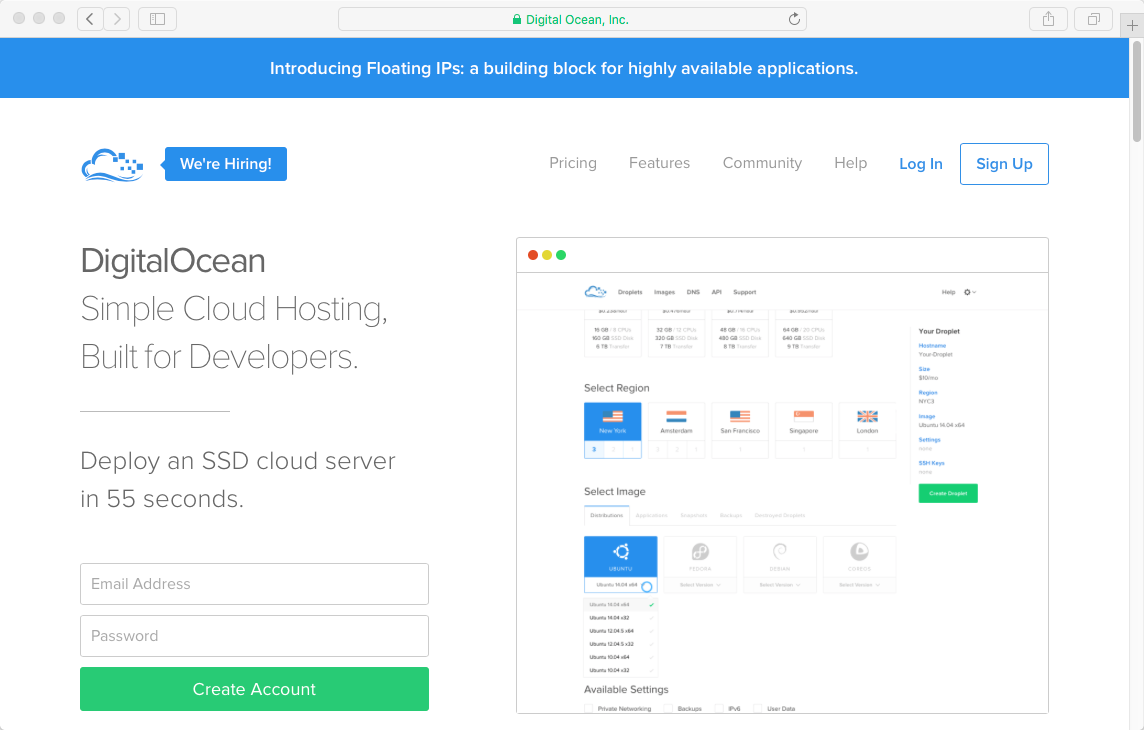 Digital Ocean, Inc.
Introducing Floating IPs: a building block for highly available applications.
We're Hiring!
Pricing Features Community Help Log In Sign Up
DigitalOcean
Simple Cloud Hosting,
Built for Developers.
Deploy an SSD cloud server
in 55 seconds.
Email Address
Password
Create Account
Droplets Images DNS API Support Help
16 GB / 8 CPUs 32 GB / 12 CPUs 48 GB / 16 CPUs 64 GB / 20 CPUs
160 GB SSD Disk 320 GB SSD Disk 480 GB SSD Disk 640 GB SSD Disk
6 TB Transfer 7 TB Transfer 8 TB Transfer 9 TB Transfer
Select Region
New York Amsterdam San Francisco Singapore London
3 2 1 3 2 1 1 1 1
Select Image
Distributions Applications Snapshots Backups Destroyed Droplets
UBUNTU FEDORA DEBIAN COREOS
Ubuntu 14.04 x64 Select Version Select Version Select Version
Ubuntu 14.04 x64
Ubuntu 14.04 x32
Ubuntu 12.04.5 x64
Ubuntu 12.04.5 x32
Ubuntu 10.04 x64
Ubuntu 10.04 x32
Available Settings
Private Networking Backups IPv6 User Data
Your Droplet
Hostname
Your-Droplet
Size
$10/mo
Region
NYC3
Image
Ubuntu 14.04 x64
Settings
none
SSH Keys
none
Create Droplet